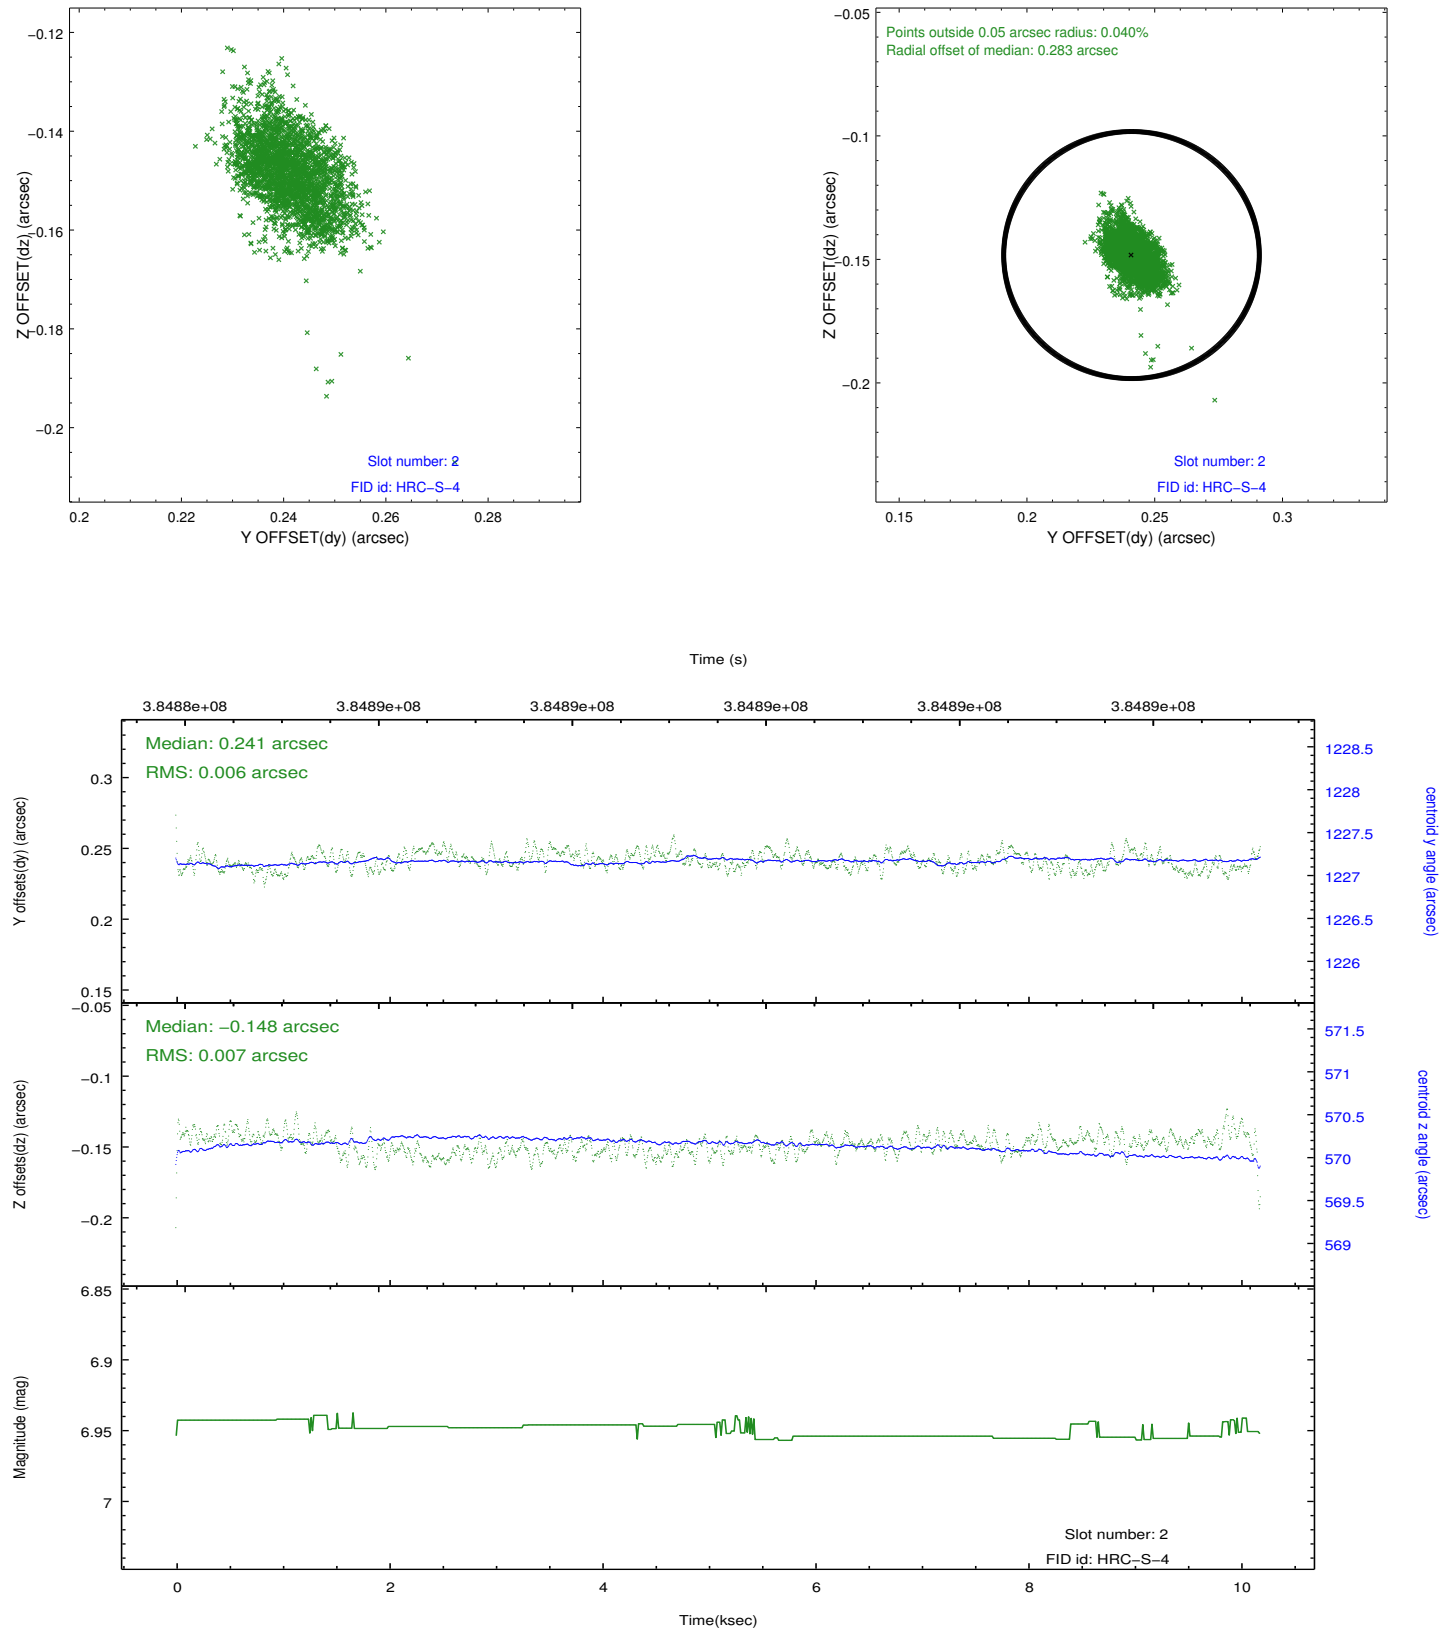 −0.12
−0.14
−0.16
−0.18
−0.2
Z OFFSET(dz) (arcsec)
Slot number: 2
FID id: HRC−S−4
0.2 0.22 0.24 0.26 0.28
Y OFFSET(dy) (arcsec)
Points outside 0.05 arcsec radius: 0.040%
Radial offset of median: 0.283 arcsec
−0.05
−0.1
−0.15
−0.2
Z OFFSET(dz) (arcsec)
Slot number: 2
FID id: HRC−S−4
0.15 0.2 0.25 0.3
Y OFFSET(dy) (arcsec)
Time (s)
3.8488e+08 3.8489e+08 3.8489e+08 3.8489e+08 3.8489e+08 3.8489e+08
Median: 0.241 arcsec
RMS: 0.006 arcsec
0.3
0.25
0.2
0.15
Y offsets(dy) (arcsec)
1228.5
1228
1227.5
1227
1226.5
1226
centroid y angle (arcsec)
Median: −0.148 arcsec
RMS: 0.007 arcsec
−0.05
−0.1
−0.15
−0.2
Z offsets(dz) (arcsec)
571.5
571
570.5
570
569.5
569
centroid z angle (arcsec)
6.85
6.9
6.95
7
Magnitude (mag)
Slot number: 2
FID id: HRC−S−4
0 2 4 6 8 10
Time(ksec)